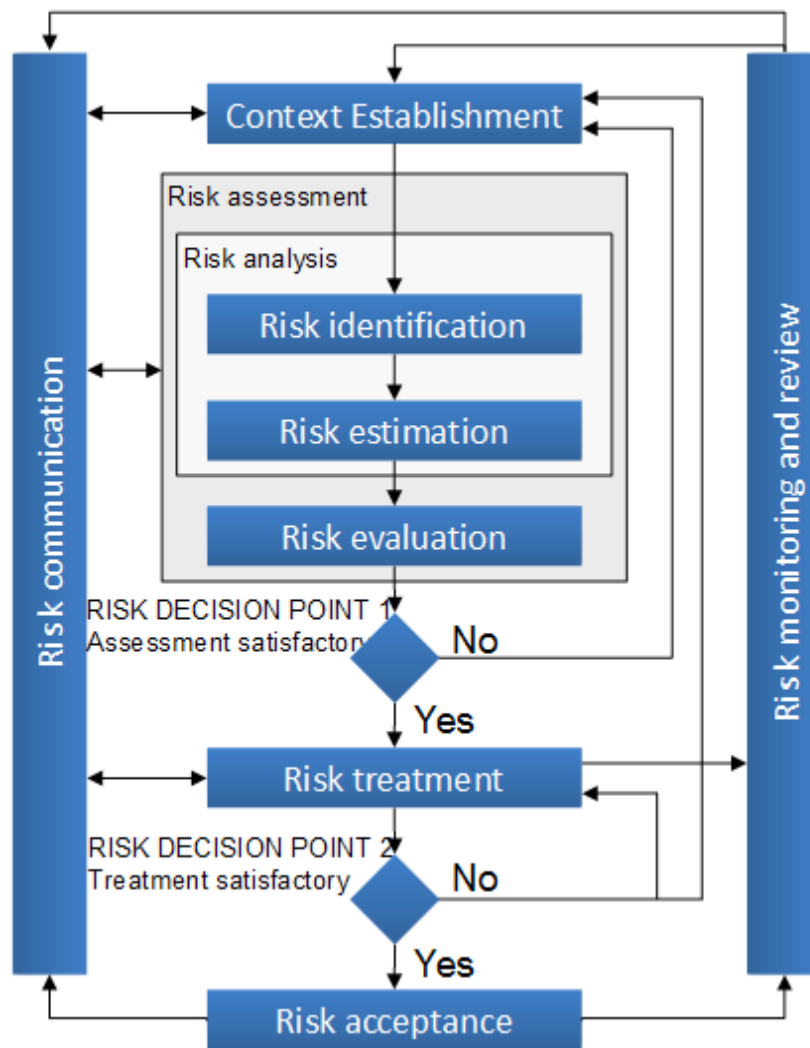 Context Establishment
Risk assessment
Risk analysis
Risk identification
Risk estimation
Risk evaluation
RISK DECISION POINT 1
Assessment satisfactory
No
Yes
Risk treatment
RISK DECISION POINT 2
Treatment satisfactory
No
Yes
Risk acceptance
Risk communication
Risk monitoring and review